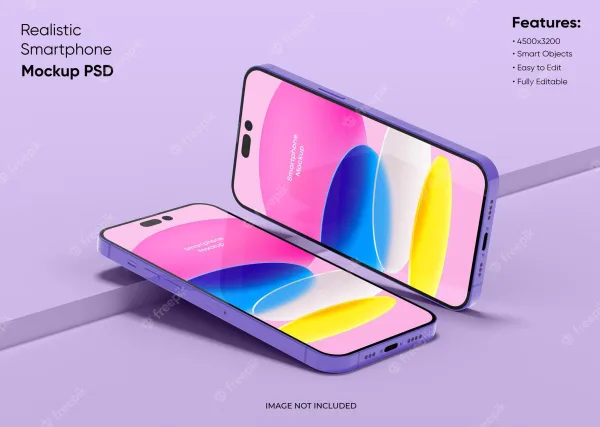 Realistic
Smartphone
Mockup PSD
Features:
• 4500x3200
• Smart Objects
• Easy to Edit
• Fully Editable
Smartphone
Mockup
Smartphone
Mockup
IMAGE NOT INCLUDED
freepik